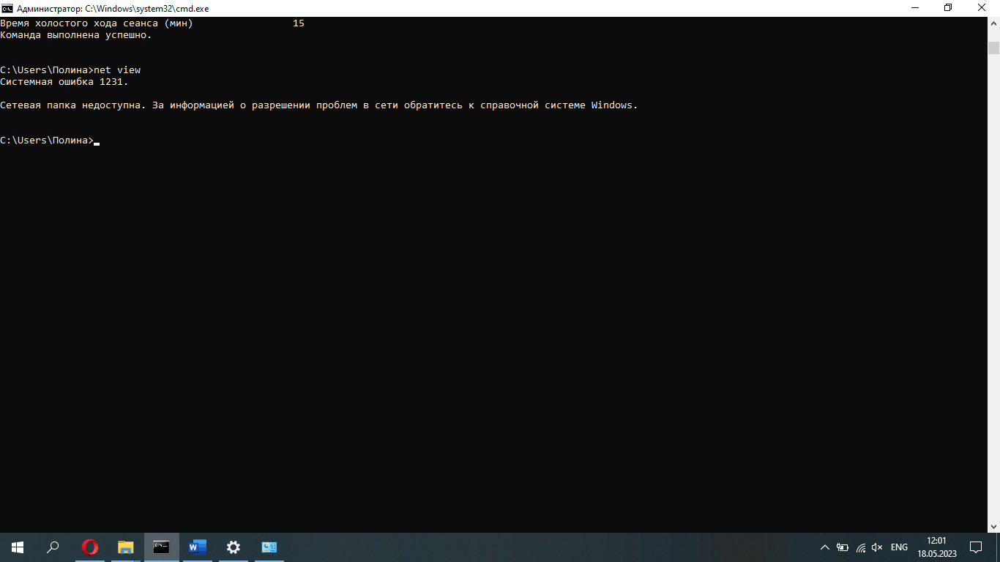 Администратор: C:\Windows\system32\cmd.exe
Время холостого хода сеанса (мин) 15
Команда выполнена успешно.
C:\Users\Полина>net view
Системная ошибка 1231.
Сетевая папка недоступна. За информацией о разрешении проблем в сети обратитесь к справочной системе Windows.
C:\Users\Полина>
ENG
12:01
18.05.2023